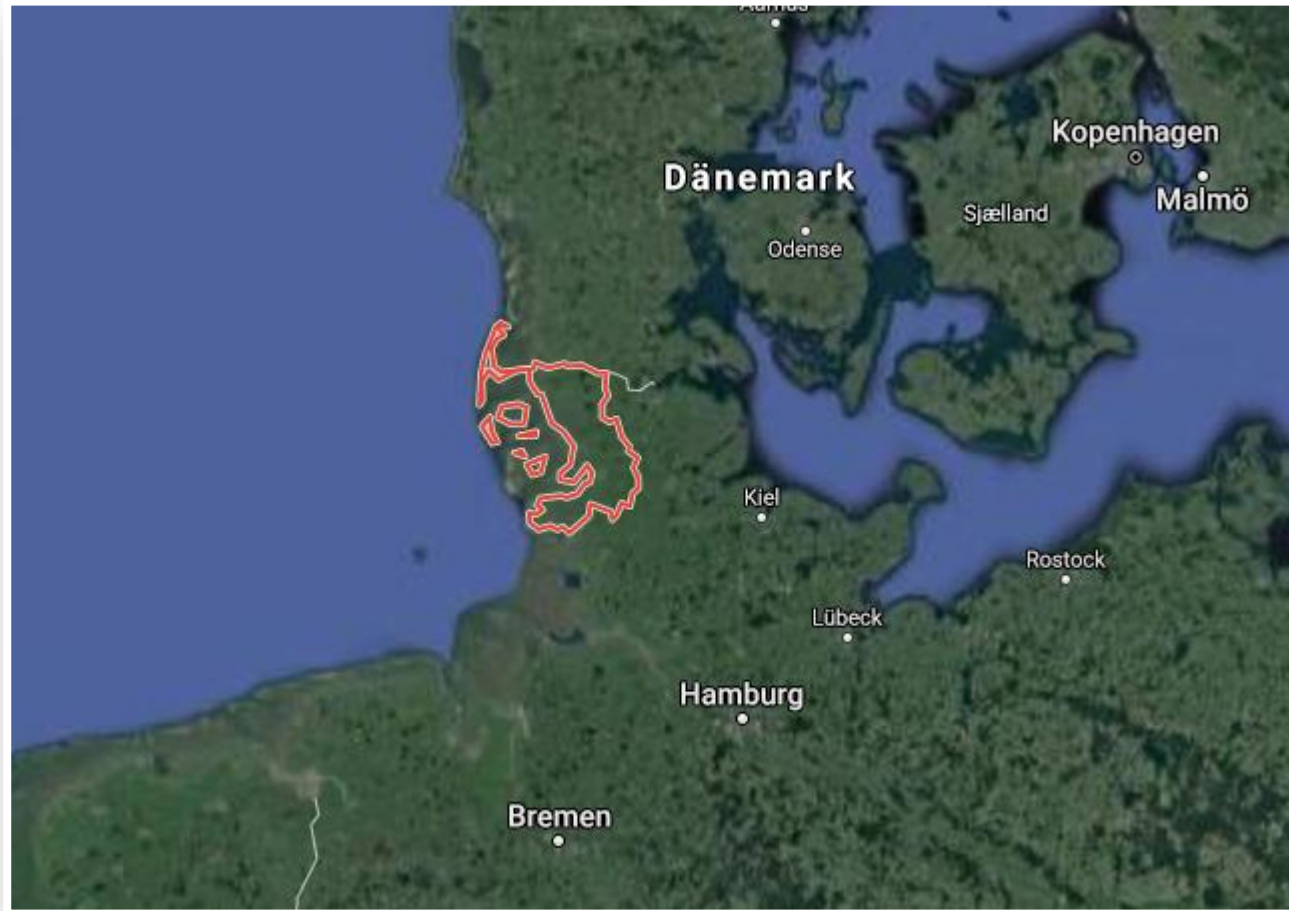 Kopenhagen
Dänemark
Malmö
Sjælland
Odense
Kiel
Rostock
Lübeck
Hamburg
Bremen